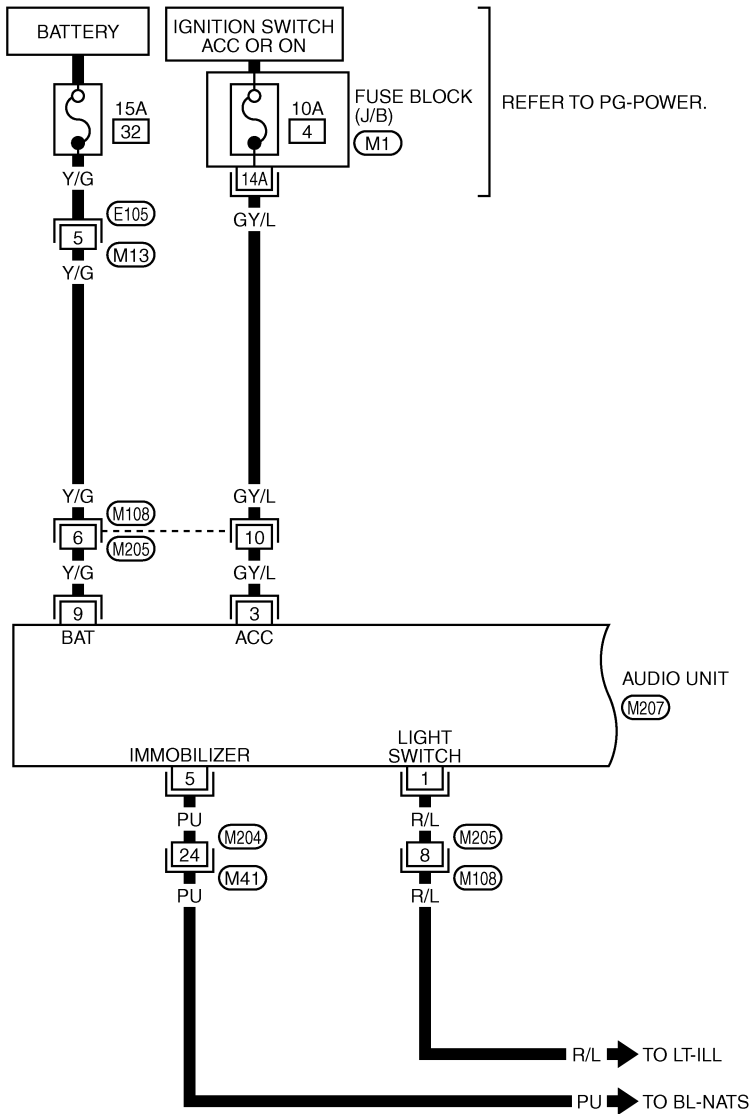 BATTERY
IGNITION SWITCH
ACC OR ON
15A
32
10A
4
FUSE BLOCK
(J/B)
M1
REFER TO PG-POWER.
Y/G
14A
GY/L
E105
5
M13
Y/G
Y/G
GY/L
M108
6
10
M205
Y/G
GY/L
9
3
BAT
ACC
AUDIO UNIT
M207
IMMOBILIZER
LIGHT
SWITCH
5
1
PU
R/L
M204
M205
24
8
M41
M108
PU
R/L
R/L
TO LT-ILL
PU
TO BL-NATS